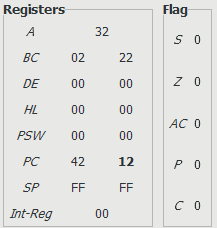 Registers Flag
A 32 S 0
BC 02 22
DE 00 00 Z 0
HL 00 00
AC 0
PSW 00 00
PC 42 12 P 0
SP FF FF
Int-Reg 00 C 0